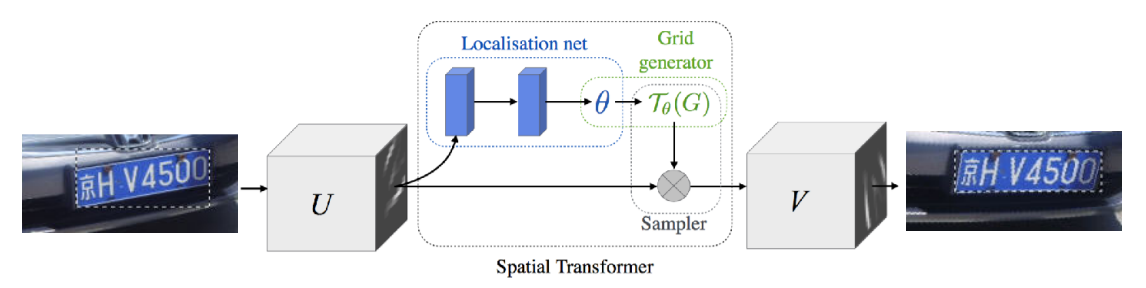 Localisation net
Grid
generator
θ
𝒯θ(G)
京H V4500
U
V
京H V4500
Sampler
Spatial Transformer